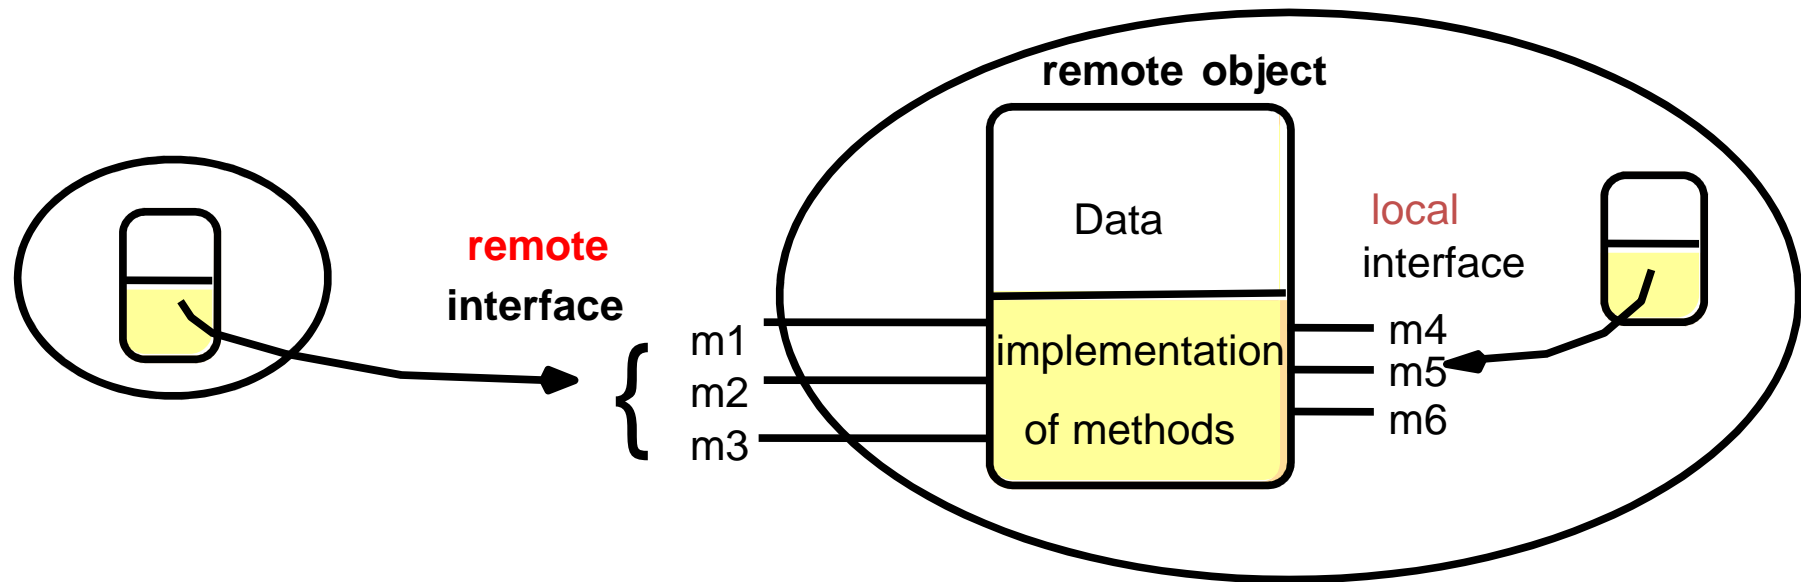 remote object
remote
interface
{
m1
m2
m3
Data
implementation
of methods
local
interface
m4
m5
m6